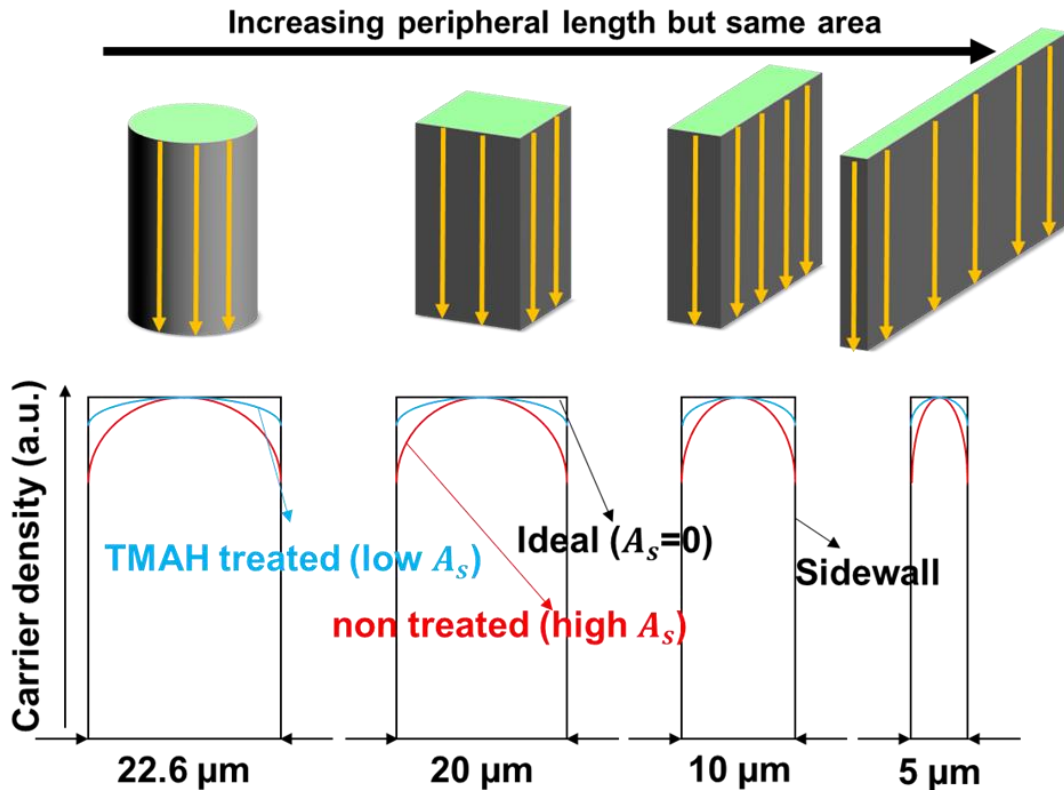 Increasing peripheral length but same area
Carrier density (a.u.)
TMAH treated (low A_s)
Ideal (A_s=0)
non treated (high A_s)
Sidewall
22.6 μm
20 μm
10 μm
5 μm